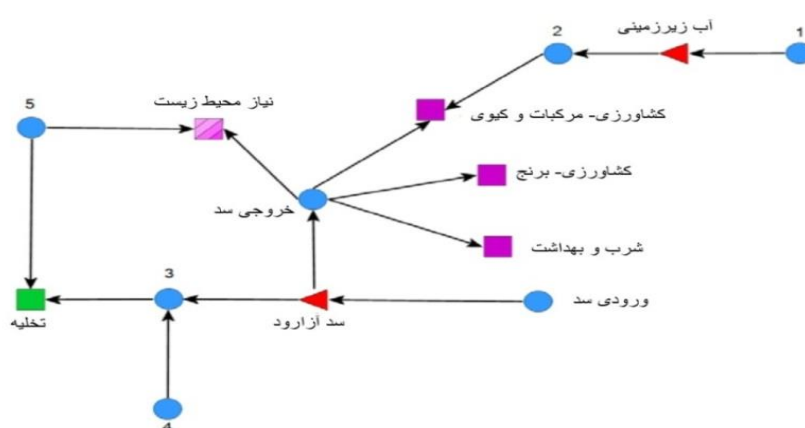 آب زیرزمینی
1
2
کشاورزی- مرکبات و کیوی
نیاز محیط زیست
5
کشاورزی- برنج
خروجی سد
شرب و بهداشت
3
ورودی سد
سد آزارود
تخلیه
4